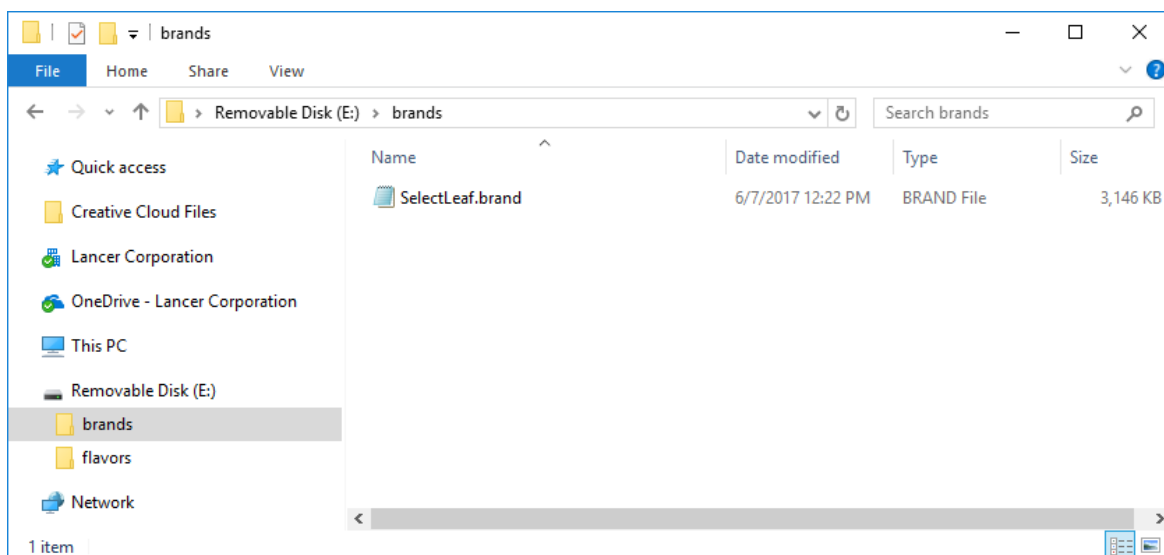 brands
File Home Share View
Removable Disk (E:) brands Search brands
Quick access
Creative Cloud Files
Lancer Corporation
OneDrive - Lancer Corporation
This PC
Removable Disk (E:)
brands
flavors
Network
Name Date modified Type Size
SelectLeaf.brand 6/7/2017 12:22 PM BRAND File 3,146 KB
1 item